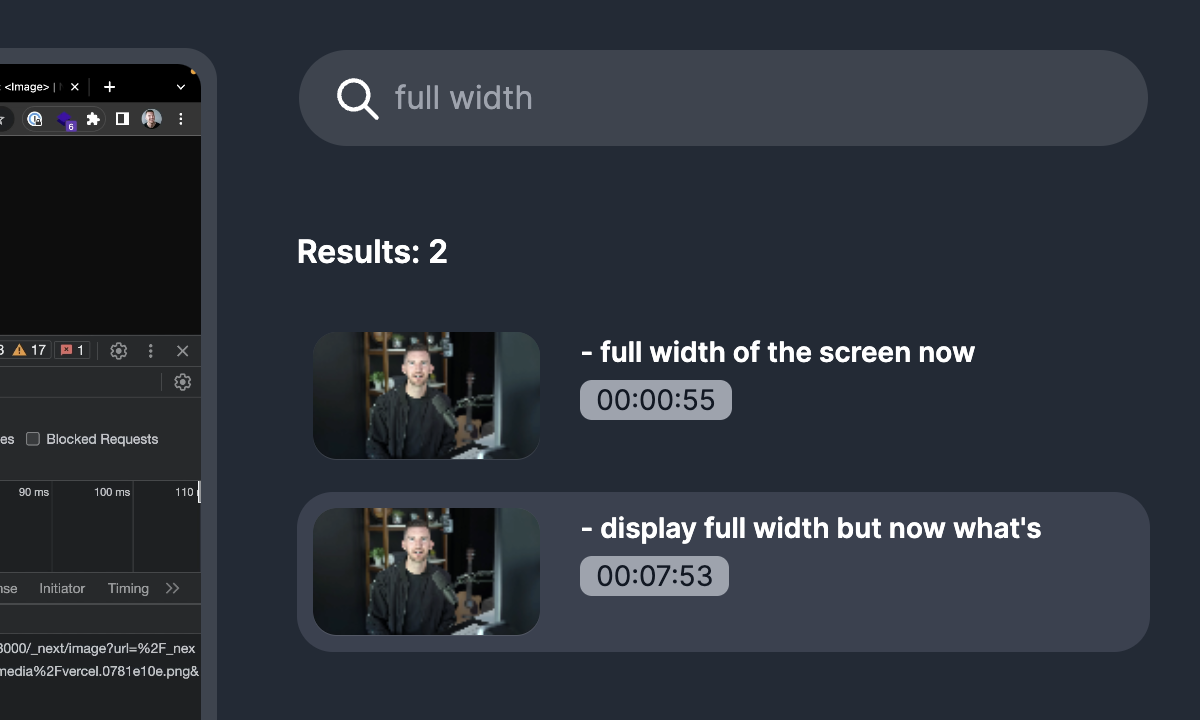 <Image> |
6
full width
Results: 2
- full width of the screen now
00:00:55
- display full width but now what's
00:07:53
3 17 1
es Blocked Requests
90 ms 100 ms 110
nse Initiator Timing
3000/_next/image?url=%2F_nex
media%2Fvercel.0781e10e.png&